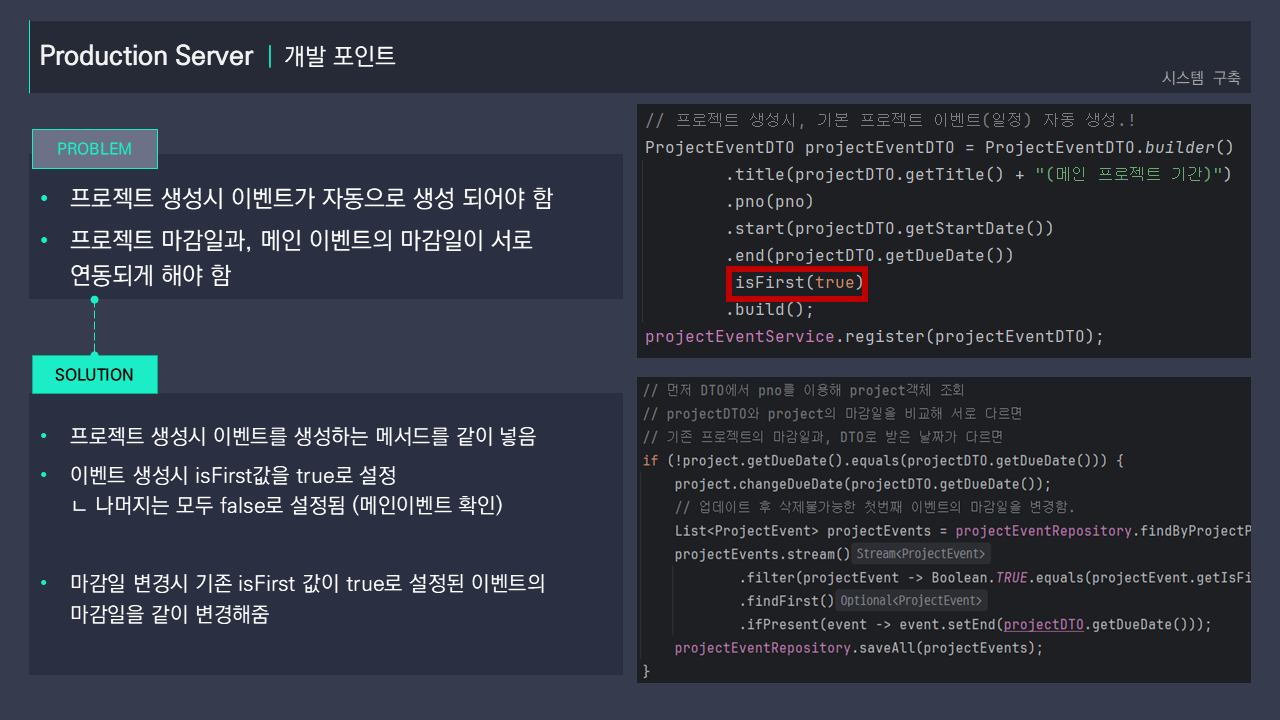 Production Server | 개발 포인트
시스템 구축
PROBLEM
• 프로젝트 생성시 이벤트가 자동으로 생성 되어야 함
• 프로젝트 마감일과, 메인 이벤트의 마감일이 서로
연동되게 해야 함
SOLUTION
• 프로젝트 생성시 이벤트를 생성하는 메서드를 같이 넣음
• 이벤트 생성시 isFirst값을 true로 설정
ㄴ 나머지는 모두 false로 설정됨 (메인이벤트 확인)
• 마감일 변경시 기존 isFirst 값이 true로 설정된 이벤트의
마감일을 같이 변경해줌
// 프로젝트 생성시, 기본 프로젝트 이벤트(일정) 자동 생성.!
ProjectEventDTO projectEventDTO = ProjectEventDTO.builder()
.title(projectDTO.getTitle() + "(메인 프로젝트 기간)")
.pno(pno)
.start(projectDTO.getStartDate())
.end(projectDTO.getDueDate())
isFirst(true)
.build();
projectEventService.register(projectEventDTO);
// 먼저 DTO에서 pno를 이용해 project객체 조회
// projectDTO와 project의 마감일을 비교해 서로 다르면
// 기존 프로젝트의 마감일과, DTO로 받은 날짜가 다르면
if (!project.getDueDate().equals(projectDTO.getDueDate())) {
project.changeDueDate(projectDTO.getDueDate());
// 업데이트 후 삭제불가능한 첫번째 이벤트의 마감일을 변경함.
List<ProjectEvent> projectEvents = projectEventRepository.findByProjectP
projectEvents.stream() Stream<ProjectEvent>
.filter(projectEvent -> Boolean.TRUE.equals(projectEvent.getIsFi
.findFirst() Optional<ProjectEvent>
.ifPresent(event -> event.setEnd(projectDTO.getDueDate()));
projectEventRepository.saveAll(projectEvents);
}